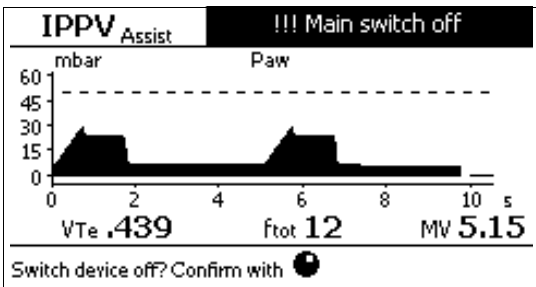 IPPV Assist !!! Main switch off
mbar Paw
60
45
30
15
0
0 2 4 6 8 10 s
VTe .439 ftot 12 MV 5.15
Switch device off? Confirm with